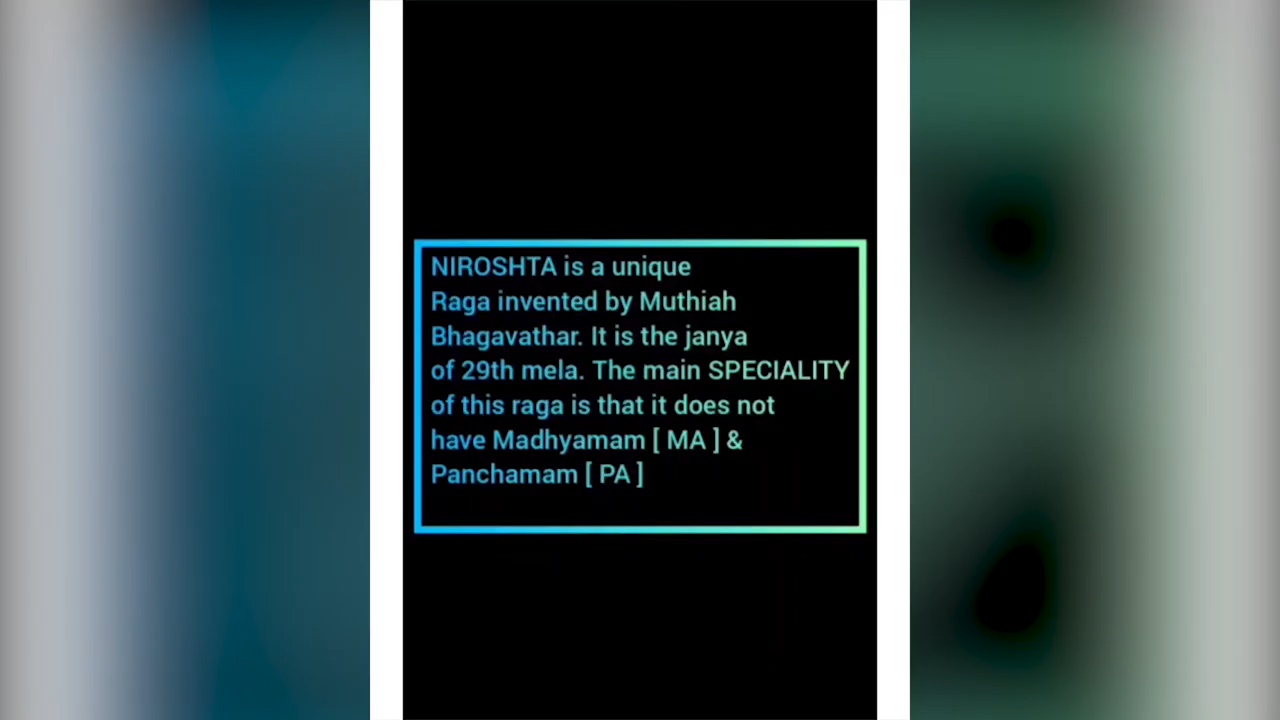 NIROSHTA is a unique
Raga invented by Muthiah
Bhagavathar. It is the janya
of 29th mela. The main SPECIALITY
of this raga is that it does not
have Madhyamam [ MA ] &
Panchamam [ PA ]